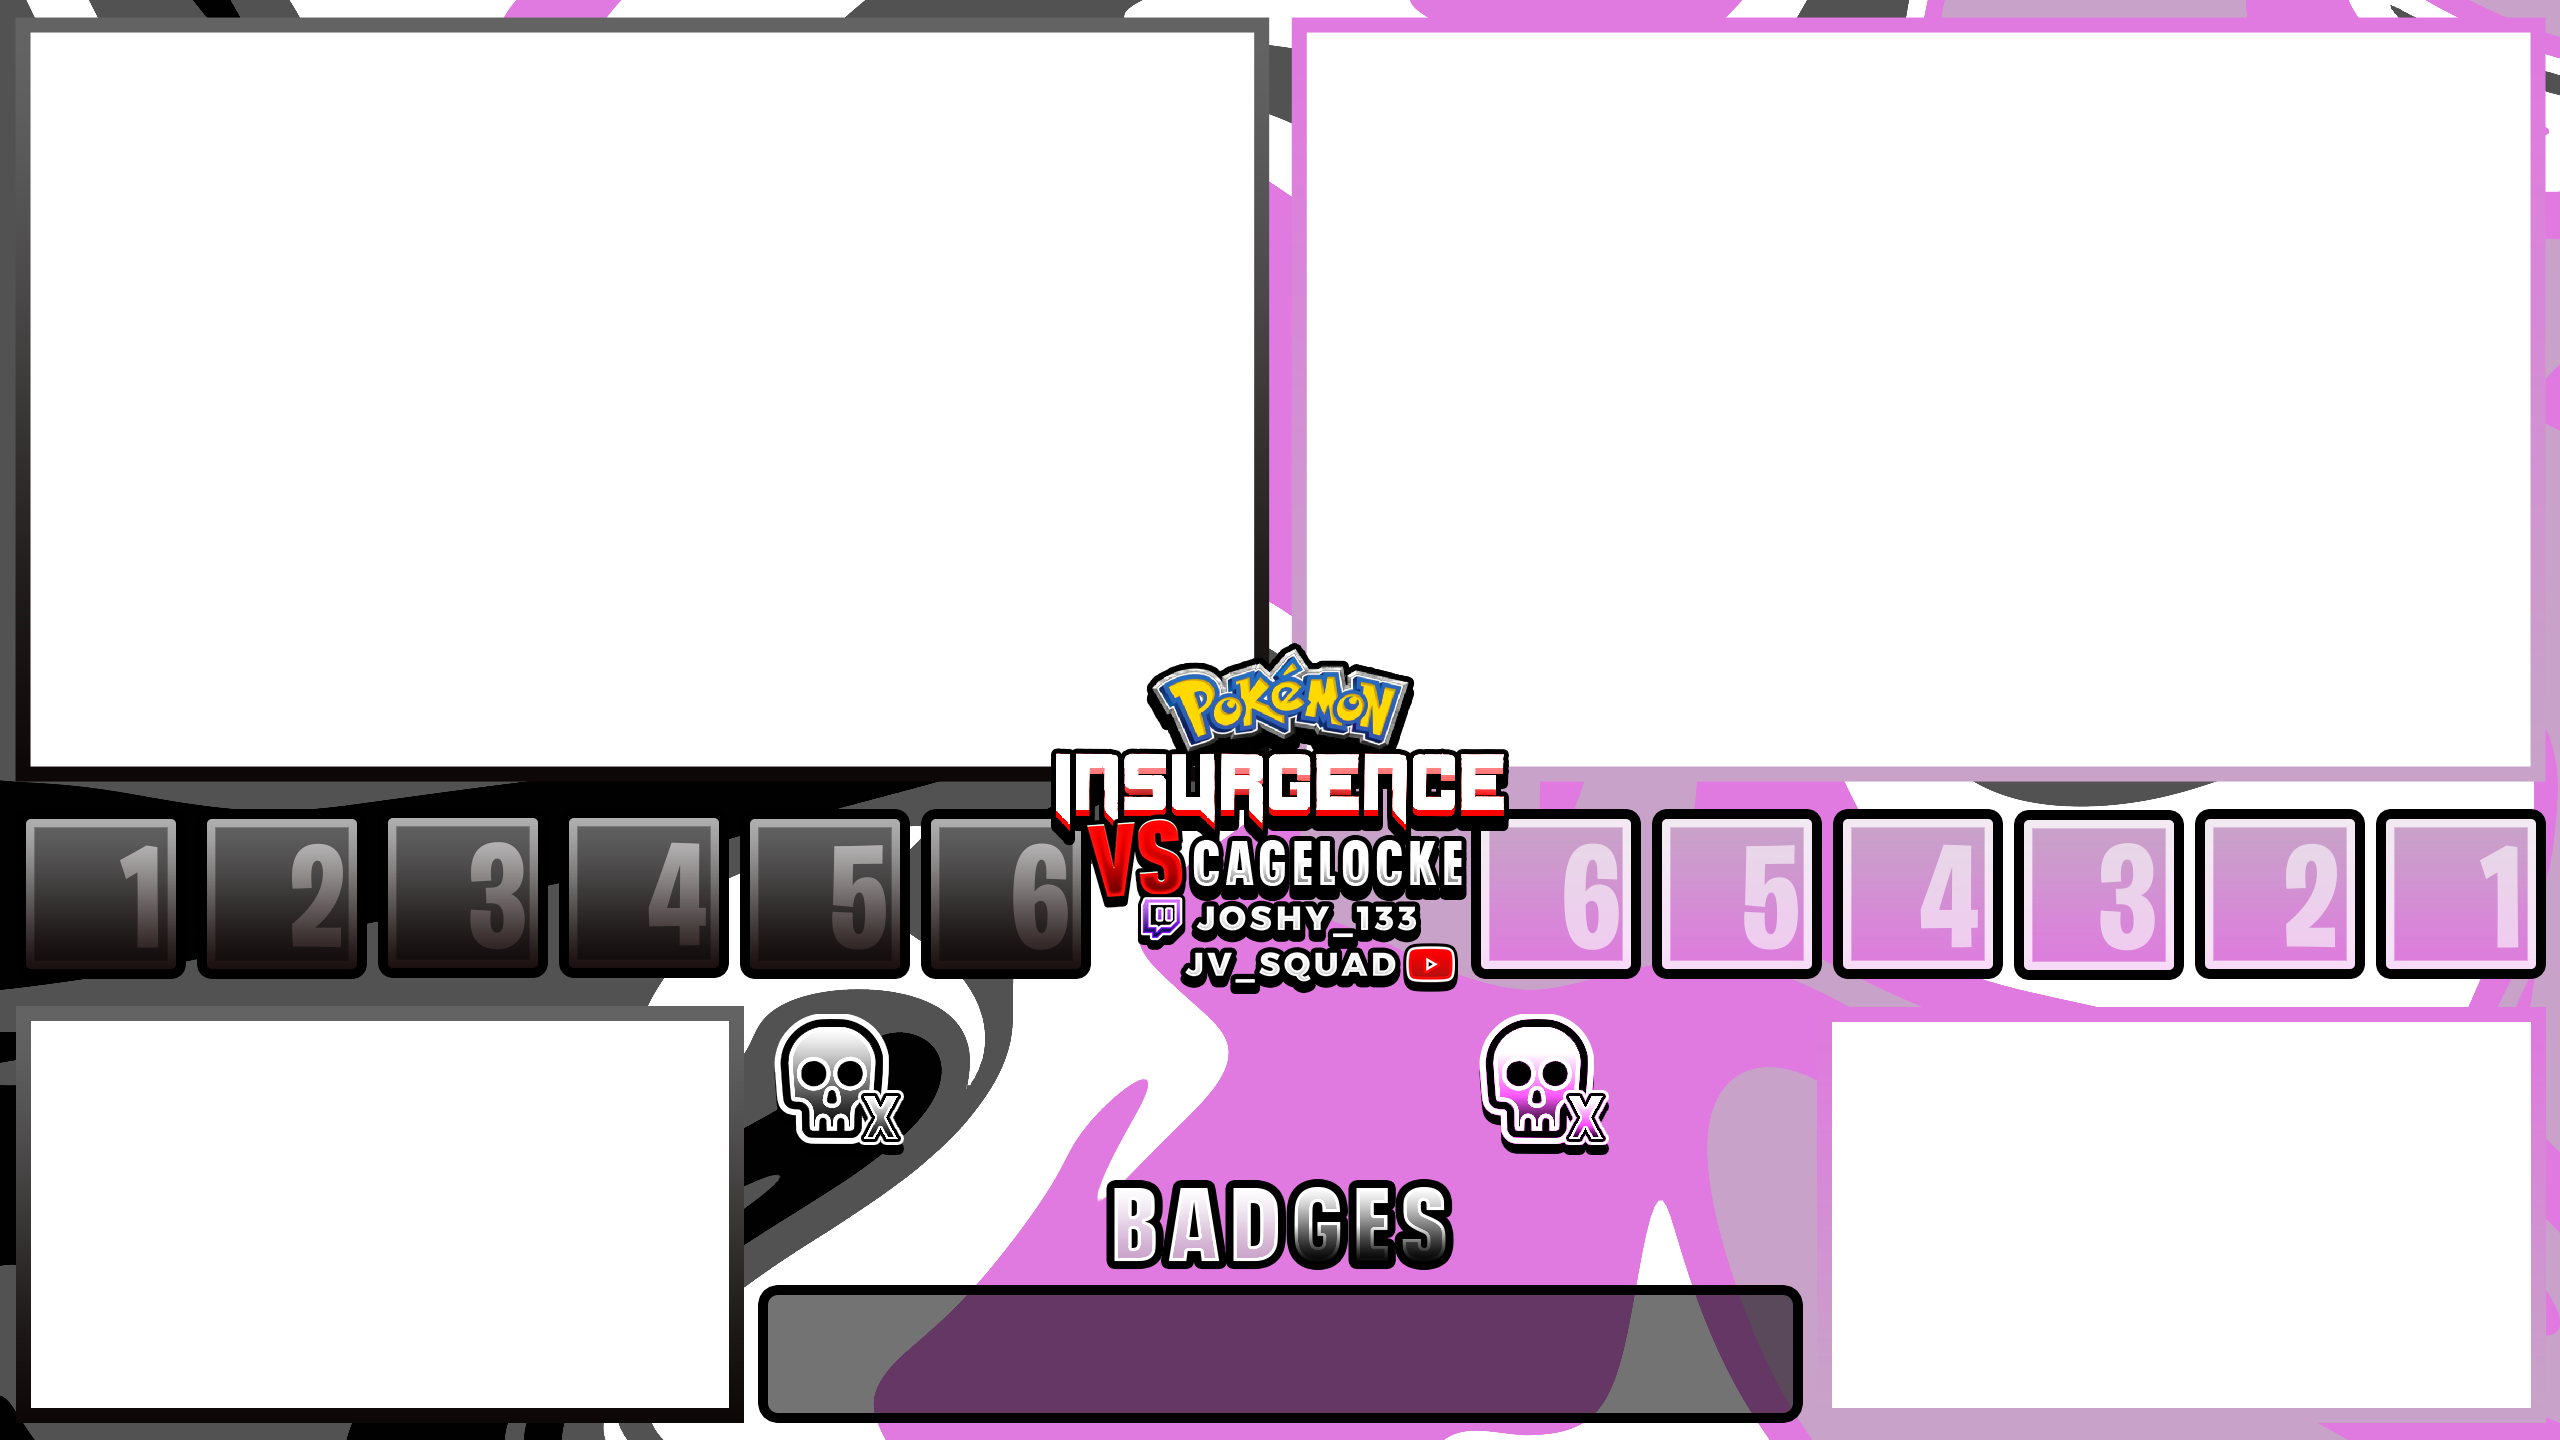 Pokémon
INSURGENCE
VS CAGELOCKE
1 2 3 4 5 6
6 5 4 3 2 1
JOSHY_133
JV_SQUAD
X
X
BADGES